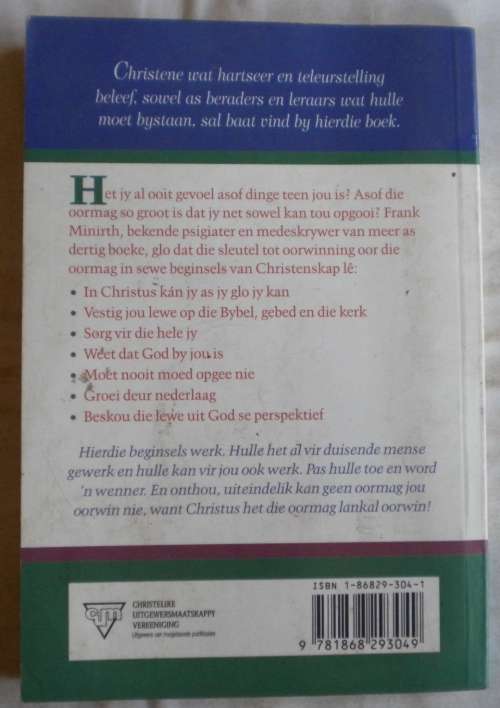 Christene wat hartseer en teleurstelling
beleef, sowel as beraders en leraars wat hulle
moet bystaan, sal baat vind by hierdie boek.
Het jy al ooit gevoel asof dinge teen jou is? Asof die
oormag so groot is dat jy net sowel kan tou opgooi? Frank
Minirth, bekende psigiater en medeskrywer van meer as
dertig boeke, glo dat die sleutel tot oorwinning oor die
oormag in sewe beginsels van Christenskap lê:
• In Christus kán jy as jy glo jy kan
• Vestig jou lewe op die Bybel, gebed en die kerk
• Sorg vir die hele jy
• Weet dat God by jou is
• Moet nooit moed opgee nie
• Groei deur nederlaag
• Beskou die lewe uit God se perspektief
Hierdie beginsels werk. Hulle het al vir duisende mense
gewerk en hulle kan vir jou ook werk. Pas hulle toe en word
'n wenner. En onthou, uiteindelik kan geen oormag jou
oorwin nie, want Christus het die oormag lankal oorwin!
cum
CHRISTELIKE
UITGEWERSMAATSKAPPY
VERENIGING
Uitgewers van
ISBN 1-86829-304-1
9 781868 293049